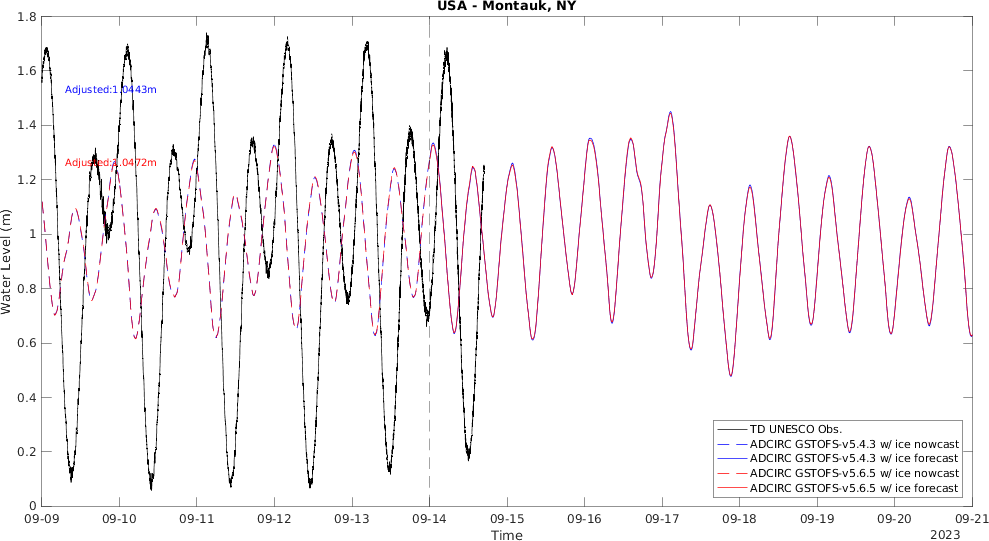 USA - Montauk, NY
1.8
1.6
1.4
1.2
1
0.8
0.6
0.4
0.2
0
Water Level (m)
Adjusted:1.0443m
Adjusted:1.0472m
TD UNESCO Obs.
ADCIRC GSTOFS-v5.4.3 w/ ice nowcast
ADCIRC GSTOFS-v5.4.3 w/ ice forecast
ADCIRC GSTOFS-v5.6.5 w/ ice nowcast
ADCIRC GSTOFS-v5.6.5 w/ ice forecast
09-09 09-10 09-11 09-12 09-13 09-14 09-15 09-16 09-17 09-18 09-19 09-20 09-21
Time
2023